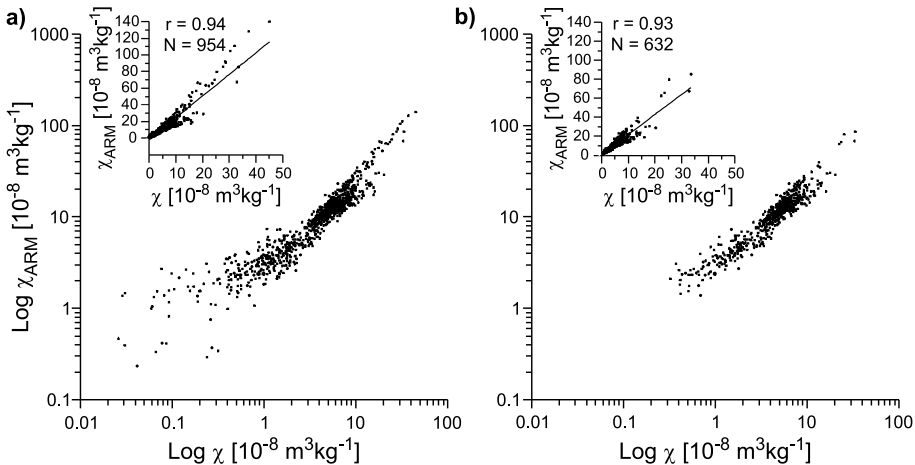 a)
χARM [10-8 m3kg-1]
140
120
100
80
60
40
20
0
r = 0.94
N = 954
0 10 20 30 40 50
χ [10-8 m3kg-1]
Log χARM [10-8 m3kg-1]
1000
100
10
1
0.1
0.01 0.1 1 10 100
Log χ [10-8 m3kg-1]
b)
χARM [10-8 m3kg-1]
140
120
100
80
60
40
20
0
r = 0.93
N = 632
0 10 20 30 40 50
χ [10-8 m3kg-1]
1000
100
10
1
0.1
0.01 0.1 1 10 100
Log χ [10-8 m3kg-1]